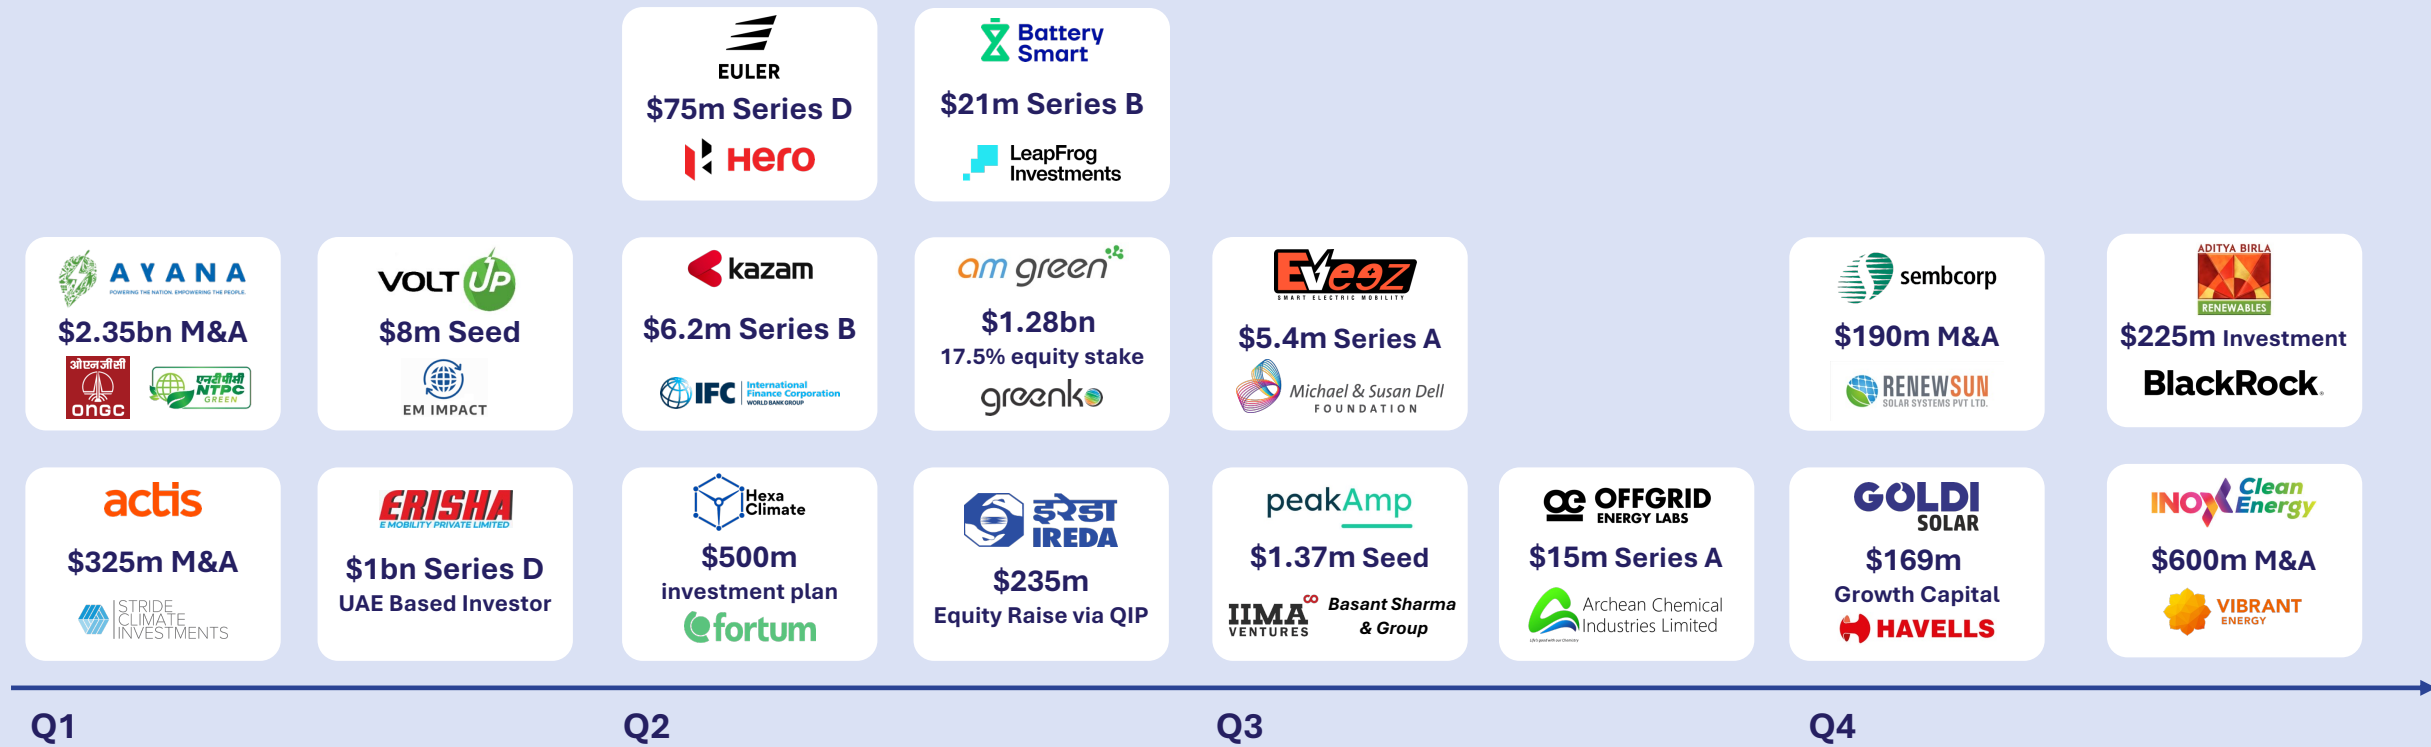 EULER
$75m Series D
Hero
Battery
Smart
$21m Series B
LeapFrog
Investments
AYANA
POWERING THE NATION. EMPOWERING THE PEOPLE.
$2.35bn M&A
ओएनजीसी
ongc
एनटीपीसी
NTPC
GREEN
VOLT UP
$8m Seed
EM IMPACT
kazam
$6.2m Series B
IFC
International
Finance Corporation
WORLD BANK GROUP
am green
$1.28bn
17.5% equity stake
greenko
Eveez
SMART ELECTRIC MOBILITY
$5.4m Series A
Michael & Susan Dell
FOUNDATION
sembcorp
$190m M&A
RENEWSUN
SOLAR SYSTEMS PVT LTD.
ADITYA BIRLA
RENEWABLES
$225m Investment
BlackRock.
actis
$325m M&A
STRIDE
CLIMATE
INVESTMENTS
ERISHA
E MOBILITY PRIVATE LIMITED
$1bn Series D
UAE Based Investor
Hexa
Climate
$500m
investment plan
fortum
इरेडा
IREDA
$235m
Equity Raise via QIP
peakAmp
$1.37m Seed
IIMA
VENTURES
Basant Sharma
& Group
OFFGRID
ENERGY LABS
$15m Series A
Archean Chemical
Industries Limited
GOLDI
SOLAR
$169m
Growth Capital
HAVELLS
INOX Clean
Energy
$600m M&A
VIBRANT
ENERGY
Q1
Q2
Q3
Q4